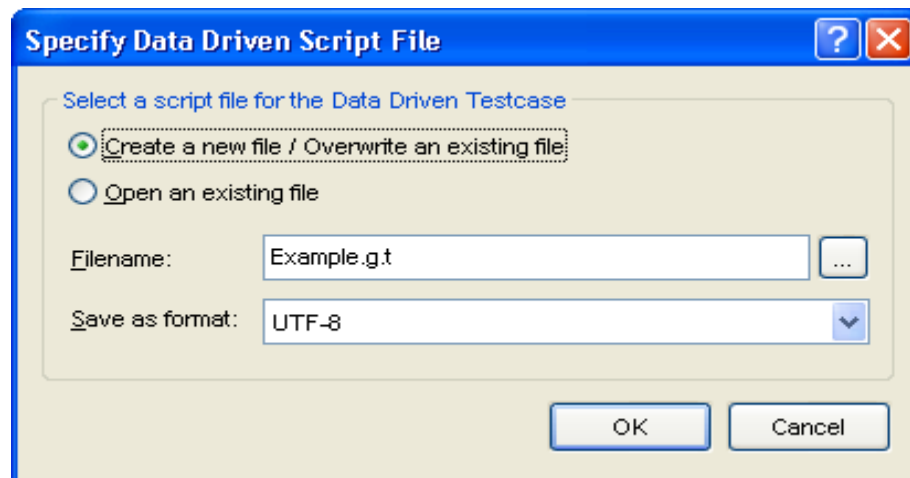 Specify Data Driven Script File
Select a script file for the Data Driven Testcase
Create a new file / Overwrite an existing file
Open an existing file
Filename: Example.g.t ...
Save as format: UTF-8
OK Cancel